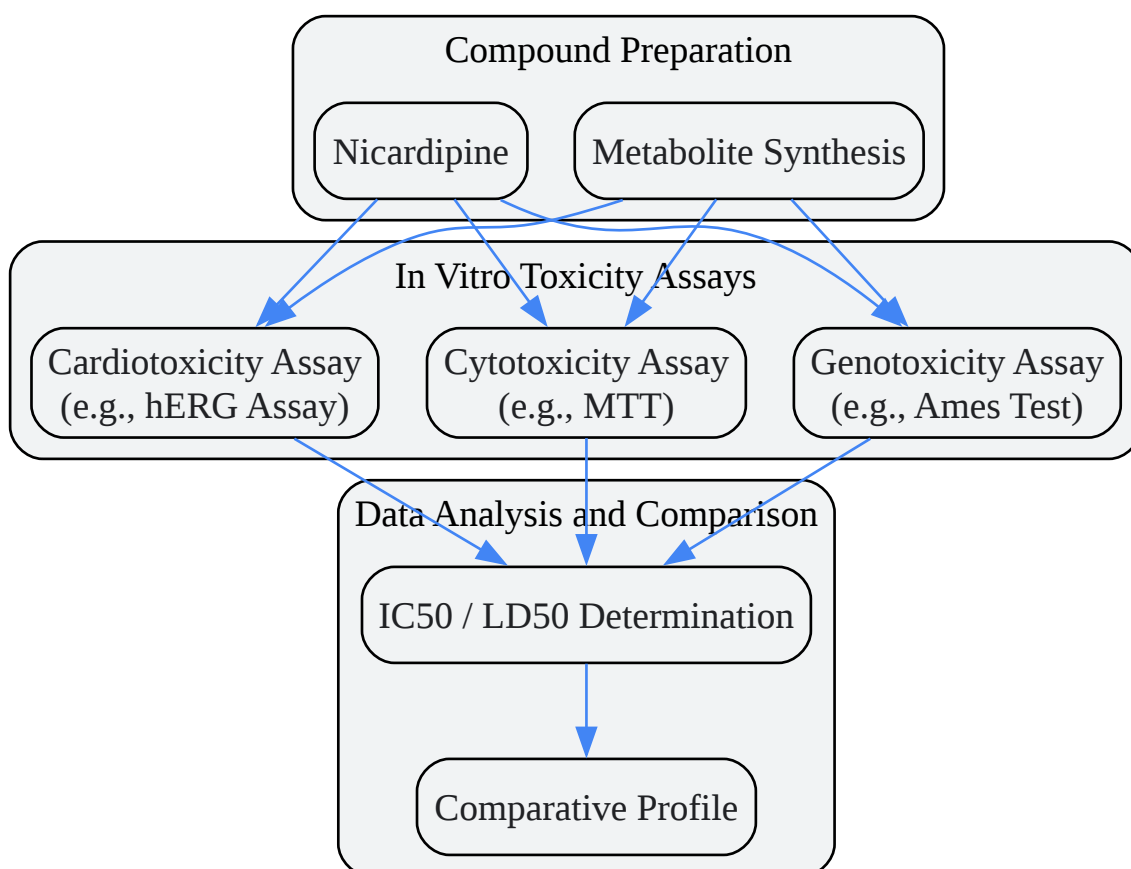 Compound Preparation
Nicardipine
Metabolite Synthesis
In Vitro Toxicity Assays
Cardiotoxicity Assay
(e.g., hERG Assay)
Cytotoxicity Assay
(e.g., MTT)
Genotoxicity Assay
(e.g., Ames Test)
Data Analysis and Comparison
IC50 / LD50 Determination
Comparative Profile